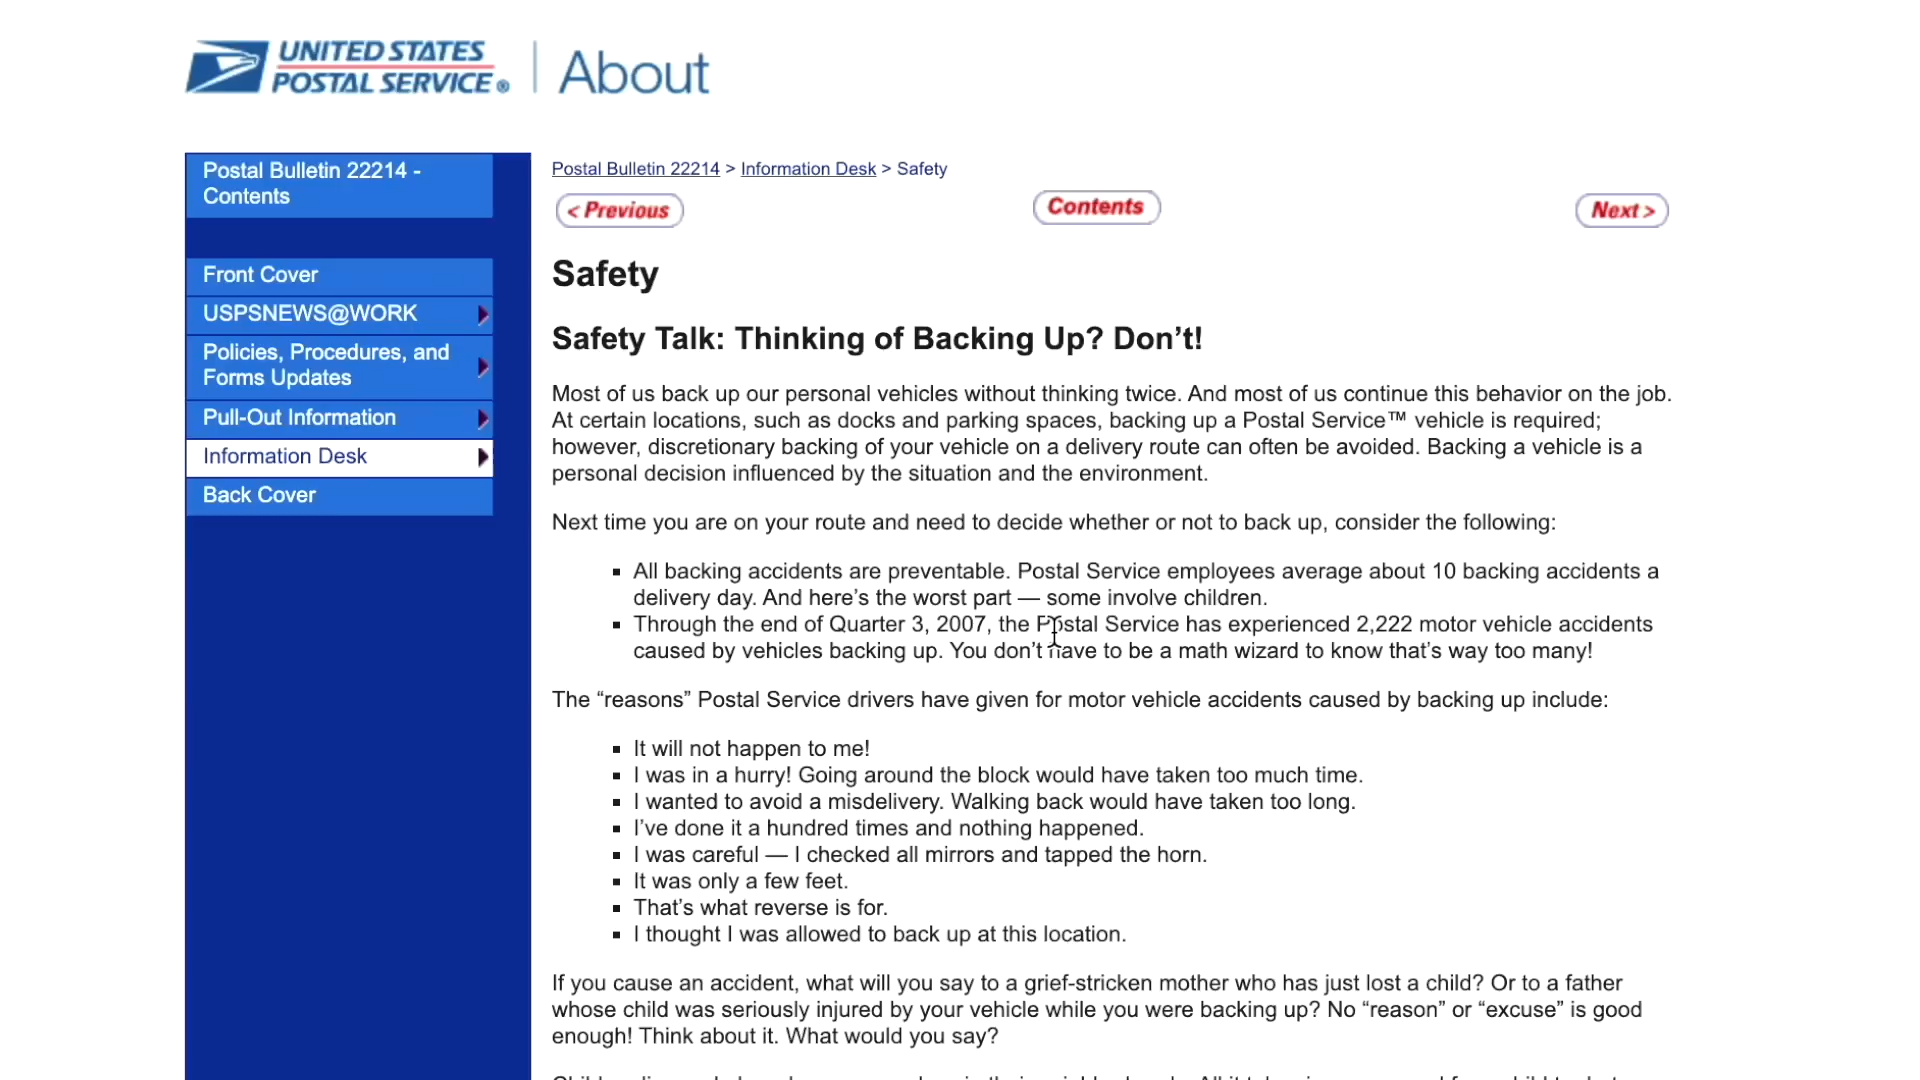 UNITED STATES
POSTAL SERVICE® About
Postal Bulletin 22214 -
Contents
Front Cover
USPSNEWS@WORK
Policies, Procedures, and
Forms Updates
Pull-Out Information
Information Desk
Back Cover
Postal Bulletin 22214 > Information Desk > Safety
< Previous
Contents
Next >
Safety
Safety Talk: Thinking of Backing Up? Don’t!
Most of us back up our personal vehicles without thinking twice. And most of us continue this behavior on the job.
At certain locations, such as docks and parking spaces, backing up a Postal Service™ vehicle is required;
however, discretionary backing of your vehicle on a delivery route can often be avoided. Backing a vehicle is a
personal decision influenced by the situation and the environment.
Next time you are on your route and need to decide whether or not to back up, consider the following:
▪ All backing accidents are preventable. Postal Service employees average about 10 backing accidents a
delivery day. And here’s the worst part — some involve children.
▪ Through the end of Quarter 3, 2007, the Postal Service has experienced 2,222 motor vehicle accidents
caused by vehicles backing up. You don’t have to be a math wizard to know that’s way too many!
The “reasons” Postal Service drivers have given for motor vehicle accidents caused by backing up include:
▪ It will not happen to me!
▪ I was in a hurry! Going around the block would have taken too much time.
▪ I wanted to avoid a misdelivery. Walking back would have taken too long.
▪ I’ve done it a hundred times and nothing happened.
▪ I was careful — I checked all mirrors and tapped the horn.
▪ It was only a few feet.
▪ That’s what reverse is for.
▪ I thought I was allowed to back up at this location.
If you cause an accident, what will you say to a grief-stricken mother who has just lost a child? Or to a father
whose child was seriously injured by your vehicle while you were backing up? No “reason” or “excuse” is good
enough! Think about it. What would you say?